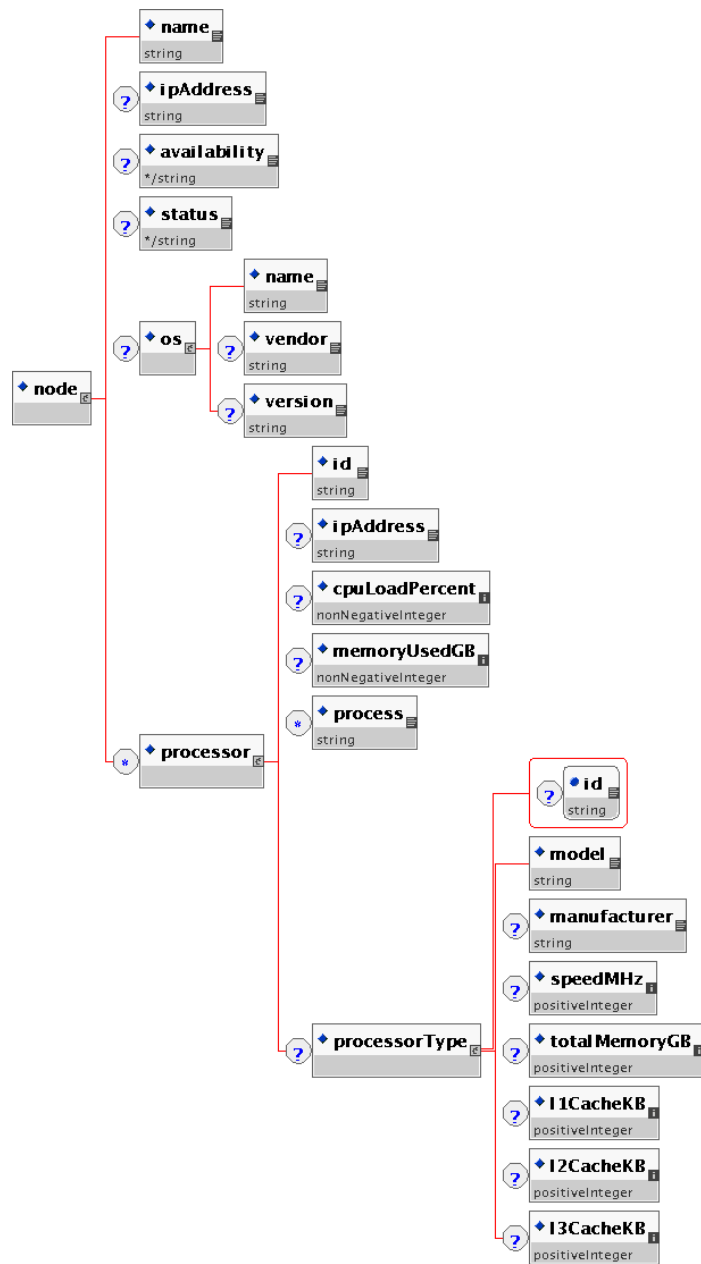 name
string
?
ipAddress
string
?
availability
*/string
?
status
*/string
name
string
?
os
?
vendor
string
node
?
version
string
id
string
?
ipAddress
string
?
cpuLoadPercent
nonNegativeInteger
?
memoryUsedGB
nonNegativeInteger
*
process
string
*
processor
?
id
string
model
string
?
manufacturer
string
?
speedMHz
positiveInteger
?
processorType
?
totalMemoryGB
positiveInteger
?
l1CacheKB
positiveInteger
?
l2CacheKB
positiveInteger
?
l3CacheKB
positiveInteger